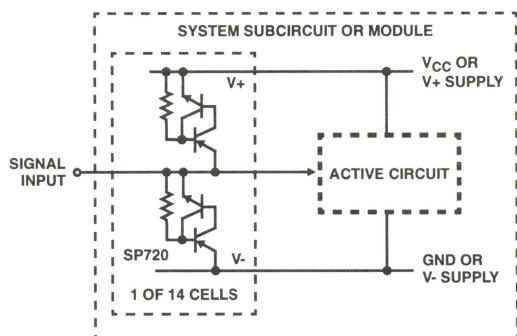 SYSTEM SUBCIRCUIT OR MODULE
V+
VCC OR
V+ SUPPLY
SIGNAL
INPUT
ACTIVE CIRCUIT
SP720
V-
GND OR
V- SUPPLY
1 OF 14 CELLS